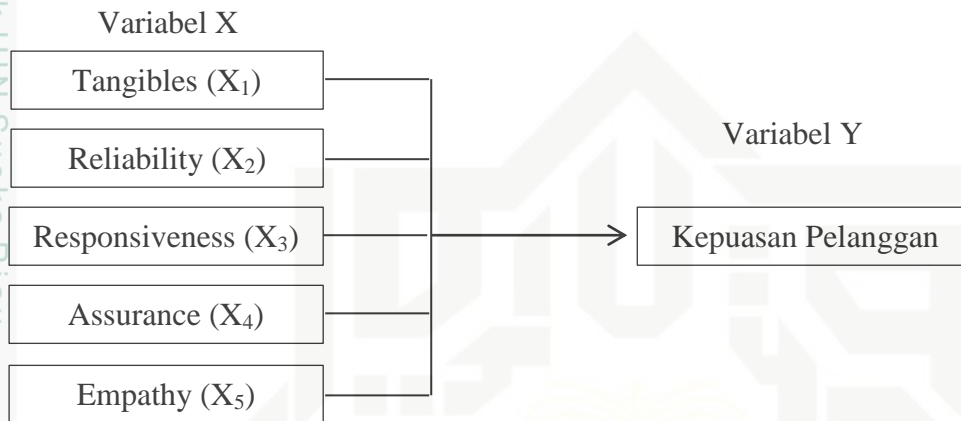 Variabel X
Tangibles (X₁)
Reliability (X₂)
Variabel Y
Responsiveness (X₃)
Kepuasan Pelanggan
Assurance (X₄)
Empathy (X₅)